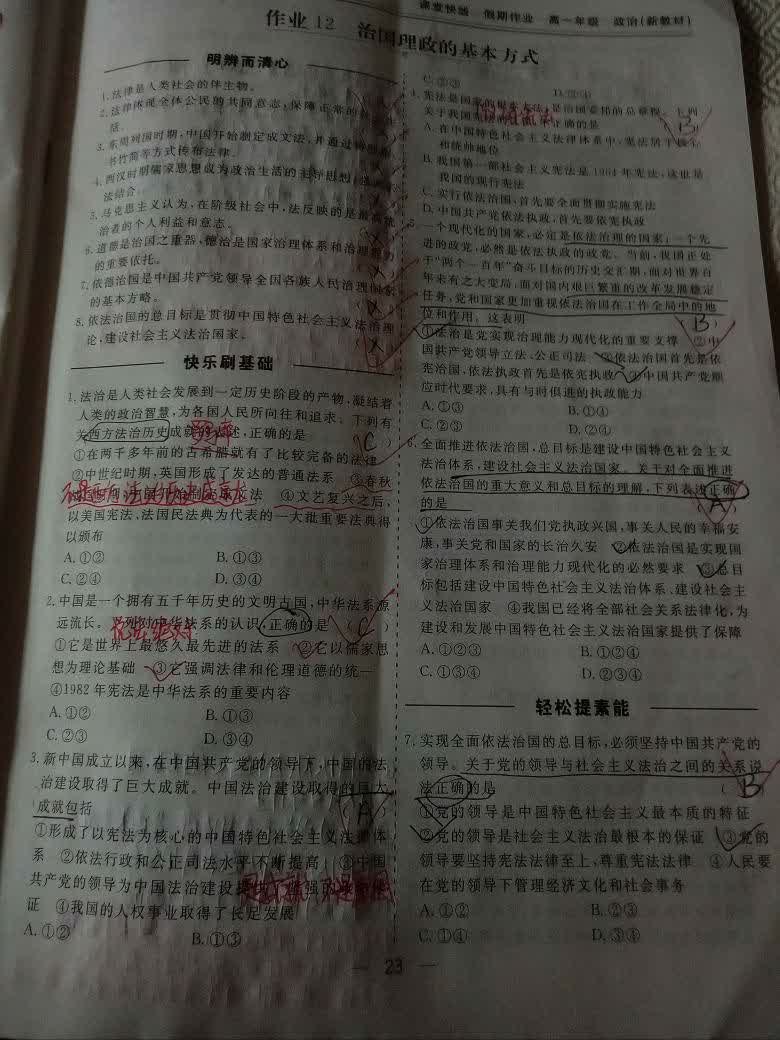 课堂快线 假期作业 高一年级 政治(新教材)
作业12 治国理政的基本方式
明辨而清心
1.法律是人类社会的伴生物。
2.法律体现全体公民的共同意志,保障正常的
活。
3.东周列国时期,中国开始制定成文法,并通过
书竹简等方式传布法律。
4.西汉时期儒家思想成为政治生活的主导思想,
法结合。
5.马克思主义认为,在阶级社会中,法反映的是最高统
治者的个人利益和意志。
6.道德是治国之重器,德治是国家治理体系和治理能力
的重要依托。
7.依德治国是中国共产党领导全国各族人民治理国家
的基本方略。 (X)
8.依法治国的总目标是贯彻中国特色社会主义法治理
论,建设社会主义法治国家。 (X)
快乐刷基础
1.法治是人类社会发展到一定历史阶段的产物,凝结着
人类的政治智慧,为各国人民所向往和追求。下列有
关西方法治历史成就的 述,正确的是 (C)
①在两千多年前的古希腊就有了比较完备的法律
②中世纪时期,英国形成了发达的普通法系 ③春秋
法 ④文艺复兴之后,
以美国宪法、法国民法典为代表的一大批重要法典得
以颁布
A.①② B.①③
C.②④ D.③④
2.中国是一个拥有五千年历史的文明古国,中华法系源
远流长。下列对中华法系的认识,正确的是 (C)
①它是世界上最悠久最先进的法系 ②它以儒家思
想为理论基础 ③它强调法律和伦理道德的统一
④1982年宪法是中华法系的重要内容
A.①② B.①③
C.②③ D.③④
3.新中国成立以来,在中国共产党的领导下,中国的法
治建设取得了巨大成就。中国法治建设取得的巨大
成就包括 (A)
①形成了以宪法为核心的中国特色社会主义法律体
系 ②依法行政和公正司法水平不断提高 ③中国
共产党的领导为中国法治建设提供 强 保
证 ④我国的人权事业取得了长足发展
A.①② B.①③
C.②③ D.②④
4.宪法是国家的根本大法,是治国安邦的总章程。下列
关于我国宪 正确的是 B
A.在中国特色社会主义法律体系中,宪法居于核心
和统帅地位
B.我国第一部社会主义宪法是1954年宪法,这也是
我国的现行宪法
C.实行依法治国,首先要全面贯彻实施宪法
D.中国共产党依法执政,首先要依宪执政
5.一个现代化的国家,必定是依法治理的国家;一个先
进的政党,必然是依法执政的政党。当前,我国正处
于“两个一百年”奋斗目标的历史交汇期,面对世界百
年未有之大变局,面对国内艰巨繁重的改革发展稳定
任务,党和国家更加重视依法治国在工作全局中的地
位和作用。这表明 B
①法治是党实现治理能力现代化的重要支撑 ②中
国共产党领导立法、公正司法 ③依法治国首先是依
宪治国,依法执政首先是依宪执政 ④中国共产党顺
应时代要求,具有与时俱进的执政能力
A.①③ B.①④
C.②③ D.②④
6.全面推进依法治国,总目标是建设中国特色社会主义
法治体系,建设社会主义法治国家。关于对全面推进
依法治国的重大意义和总目标的理解,下列表述正确
的是 (A)
①依法治国事关我们党执政兴国,事关人民的幸福安
康,事关党和国家的长治久安 ②依法治国是实现国
家治理体系和治理能力现代化的必然要求 ③总目
标包括建设中国特色社会主义法治体系、建设社会主
义法治国家 ④我国已经将全部社会关系法律化,为
建设和发展中国特色社会主义法治国家提供了保障
A.①②③ B.①②④
C.①③④ D.②③④
轻松提素能
7.实现全面依法治国的总目标,必须坚持中国共产党的
领导。关于党的领导与社会主义法治之间的关系说
法正确的是 (B)
①党的领导是中国特色社会主义最本质的特征
②党的领导是社会主义法治最根本的保证 ③党的
领导要坚持宪法法律至上,尊重宪法法律 ④人民要
在党的领导下管理经济文化和社会事务
A.①② B.②③
C.①④ D.③④
23